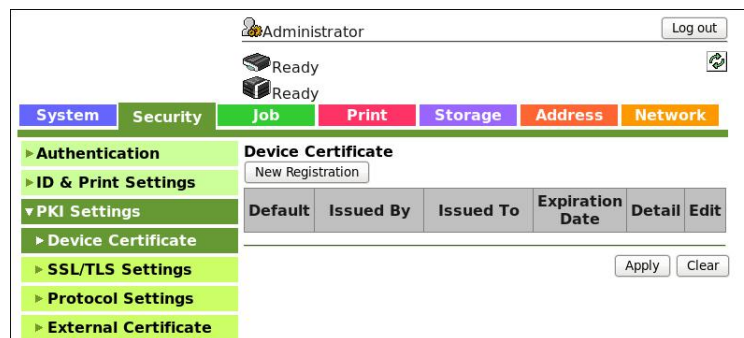 Administrator
Log out
Ready
Ready
System Security Job Print Storage Address Network
Authentication
ID & Print Settings
PKI Settings
Device Certificate
SSL/TLS Settings
Protocol Settings
External Certificate
Device Certificate
New Registration
Default Issued By Issued To Expiration Date Detail Edit
Apply Clear